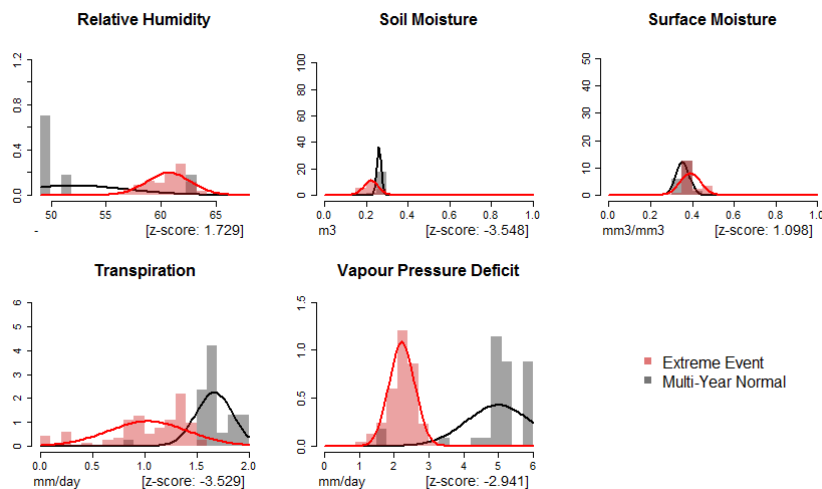 Relative Humidity
1.2
0.8
0.4
0.0
50 55 60 65
- [z-score: 1.729]
Soil Moisture
100
80
60
40
20
0
0.0 0.2 0.4 0.6 0.8 1.0
m3 [z-score: -3.548]
Surface Moisture
50
40
30
20
10
0
0.0 0.2 0.4 0.6 0.8 1.0
mm3/mm3 [z-score: 1.098]
Transpiration
6
5
4
3
2
1
0
0.0 0.5 1.0 1.5 2.0
mm/day [z-score: -3.529]
Vapour Pressure Deficit
1.5
1.0
0.5
0.0
0 1 2 3 4 5 6
mm/day [z-score: -2.941]
Extreme Event
Multi-Year Normal